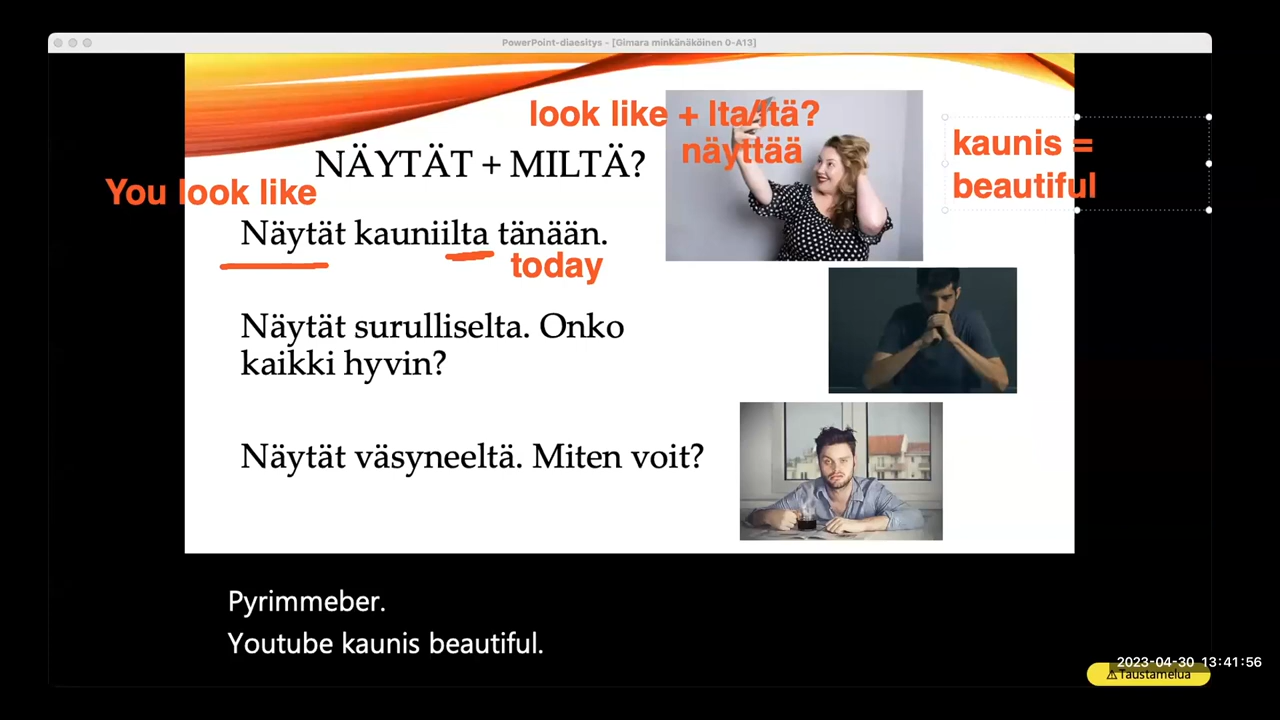 PowerPoint-diaesitys - [Gimara minkänäköinen 0-A13]
look like + lta/ltä?
näyttää
kaunis =
beautiful
NÄYTÄT + MILTÄ?
You look like
Näytät kauniilta tänään.
today
Näytät surulliselta. Onko
kaikki hyvin?
Näytät väsyneeltä. Miten voit?
Pyrimmeber.
Youtube kaunis beautiful.
2023-04-30 13:41:56
⚠Taustamelua